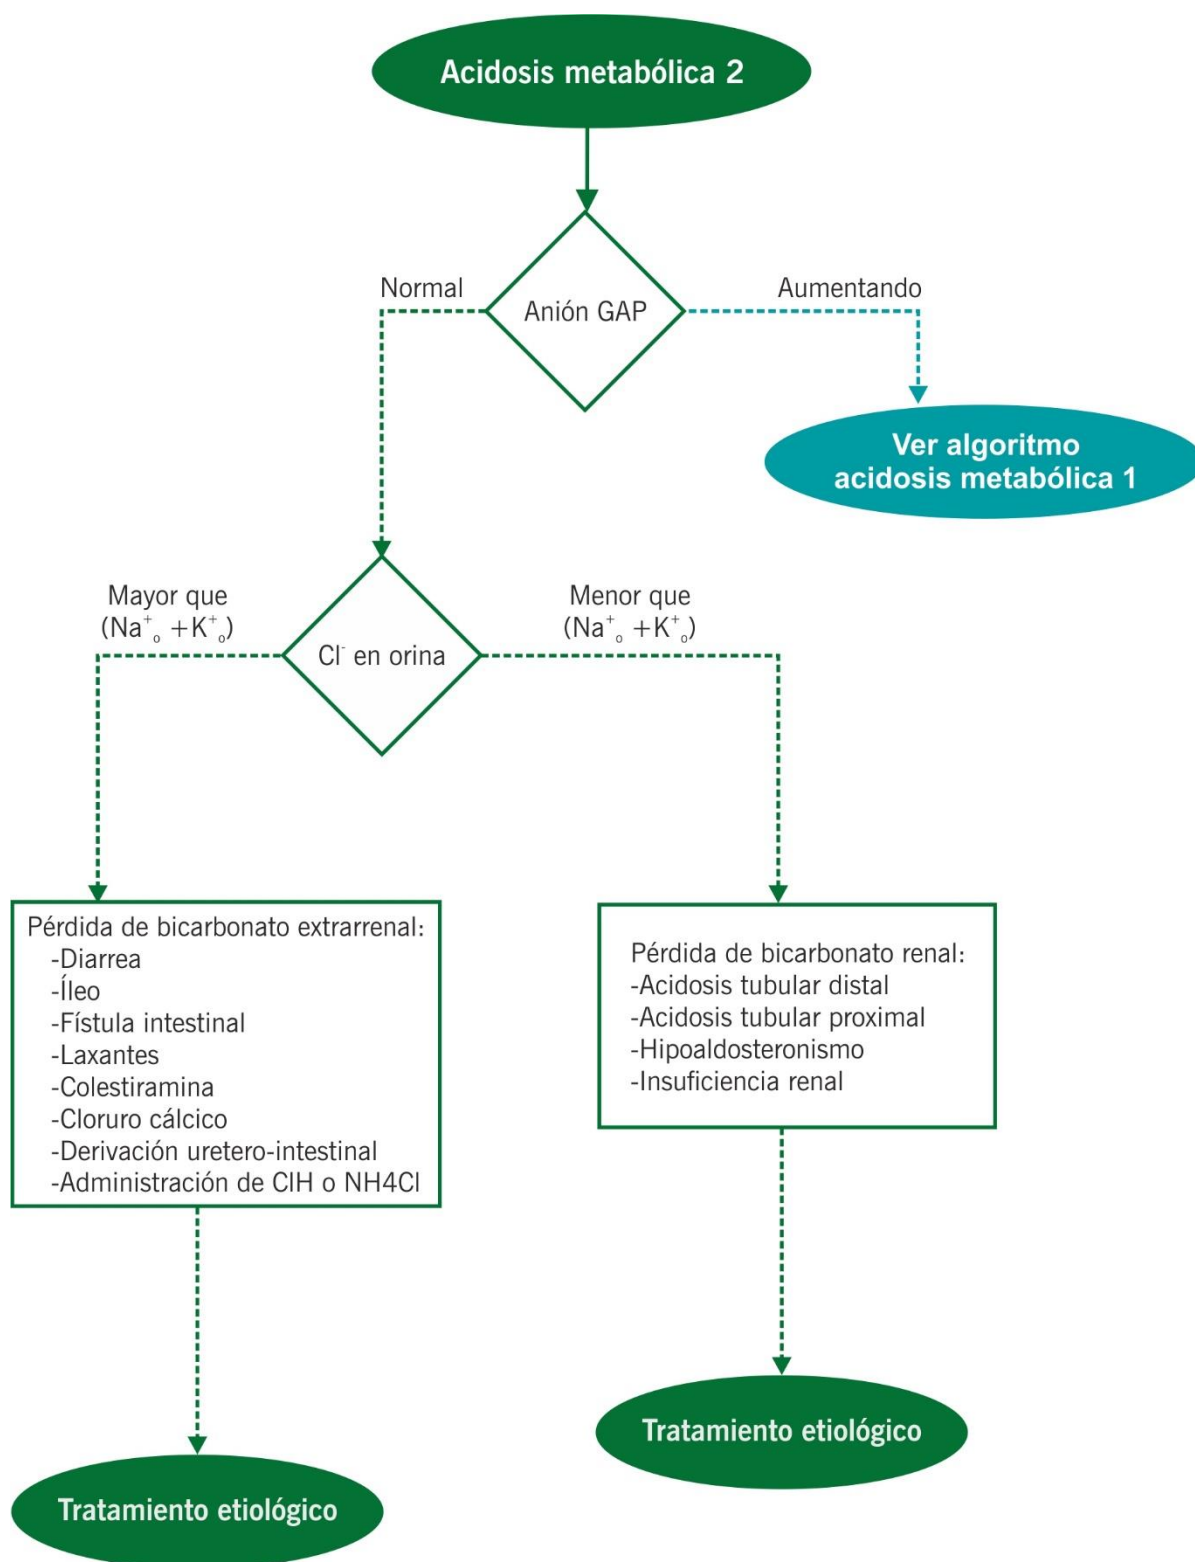 Acidosis metabólica 2
Normal
Aumentando
Anión GAP
Ver algoritmo
acidosis metabólica 1
Mayor que
(Na⁺ₒ +K⁺ₒ)
Menor que
(Na⁺ₒ +K⁺ₒ)
Cl⁻ en orina
Pérdida de bicarbonato extrarrenal:
-Diarrea
-Íleo
-Fístula intestinal
-Laxantes
-Colestiramina
-Cloruro cálcico
-Derivación uretero-intestinal
-Administración de ClH o NH4Cl
Pérdida de bicarbonato renal:
-Acidosis tubular distal
-Acidosis tubular proximal
-Hipoaldosteronismo
-Insuficiencia renal
Tratamiento etiológico
Tratamiento etiológico